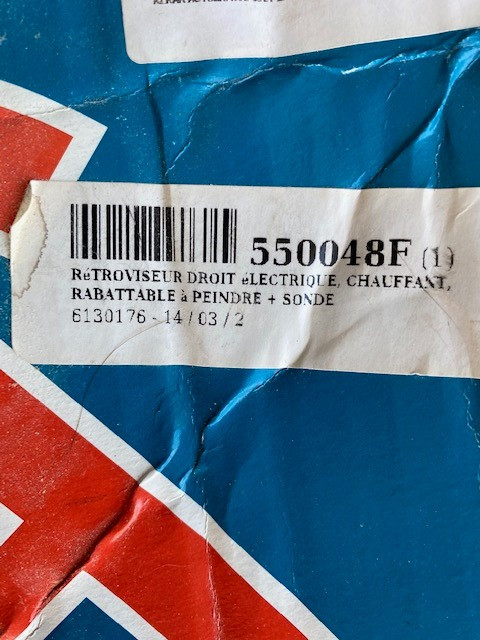 550048F (1)
RéTROVISEUR DROIT éLECTRIQUE, CHAUFFANT,
RABATTABLE à PEINDRE + SONDE
6130176 - 14 / 03 / 2